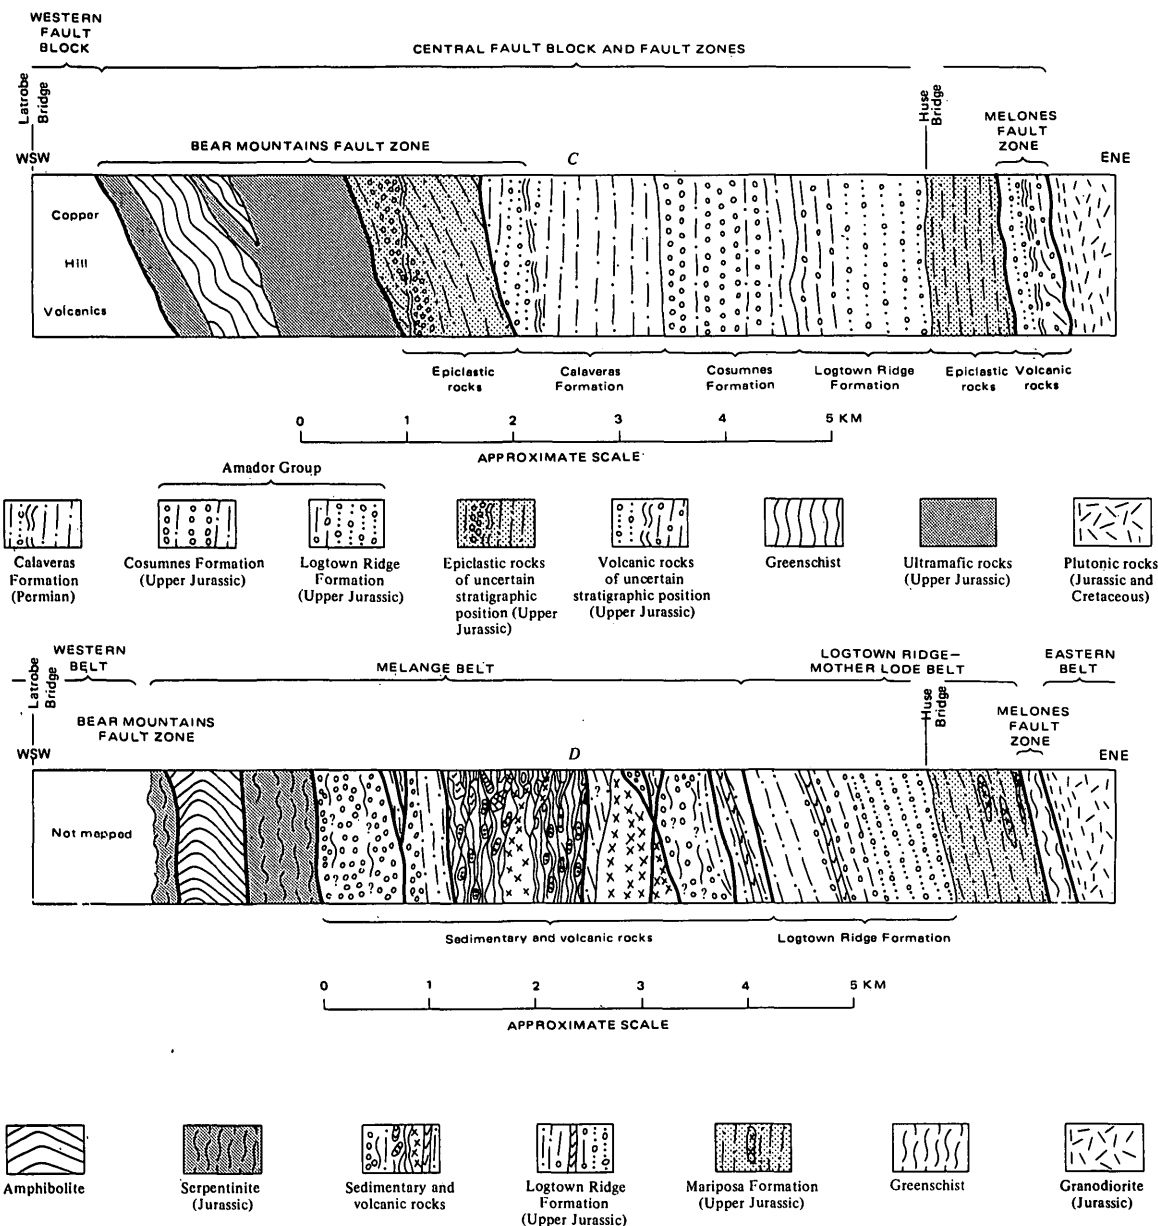 WESTERN
FAULT
BLOCK
CENTRAL FAULT BLOCK AND FAULT ZONES
Latrobe
Bridge
Huse
Bridge
MELONES
FAULT
ZONE
BEAR MOUNTAINS FAULT ZONE
WSW
C
ENE
Copper
Hill
Volcanics
Epiclastic
rocks
Calaveras
Formation
Cosumnes
Formation
Logtown Ridge
Formation
Epiclastic
rocks
Volcanic
rocks
0 1 2 3 4 5 KM
APPROXIMATE SCALE
Amador Group
Calaveras
Formation
(Permian)
Cosumnes Formation
(Upper Jurassic)
Logtown Ridge
Formation
(Upper Jurassic)
Epiclastic rocks
of uncertain
stratigraphic
position (Upper
Jurassic)
Volcanic rocks
of uncertain
stratigraphic position
(Upper Jurassic)
Greenschist
Ultramafic rocks
(Upper Jurassic)
Plutonic rocks
(Jurassic and
Cretaceous)
WESTERN
BELT
Latrobe
Bridge
MELANGE BELT
LOGTOWN RIDGE–
MOTHER LODE BELT
EASTERN
BELT
Huse
Bridge
BEAR MOUNTAINS
FAULT ZONE
MELONES
FAULT
ZONE
WSW
D
ENE
Not mapped
?
?
?
?
?
?
?
Sedimentary and volcanic rocks
Logtown Ridge Formation
0 1 2 3 4 5 KM
APPROXIMATE SCALE
Amphibolite
Serpentinite
(Jurassic)
Sedimentary and
volcanic rocks
Logtown Ridge
Formation
(Upper Jurassic)
Mariposa Formation
(Upper Jurassic)
Greenschist
Granodiorite
(Jurassic)